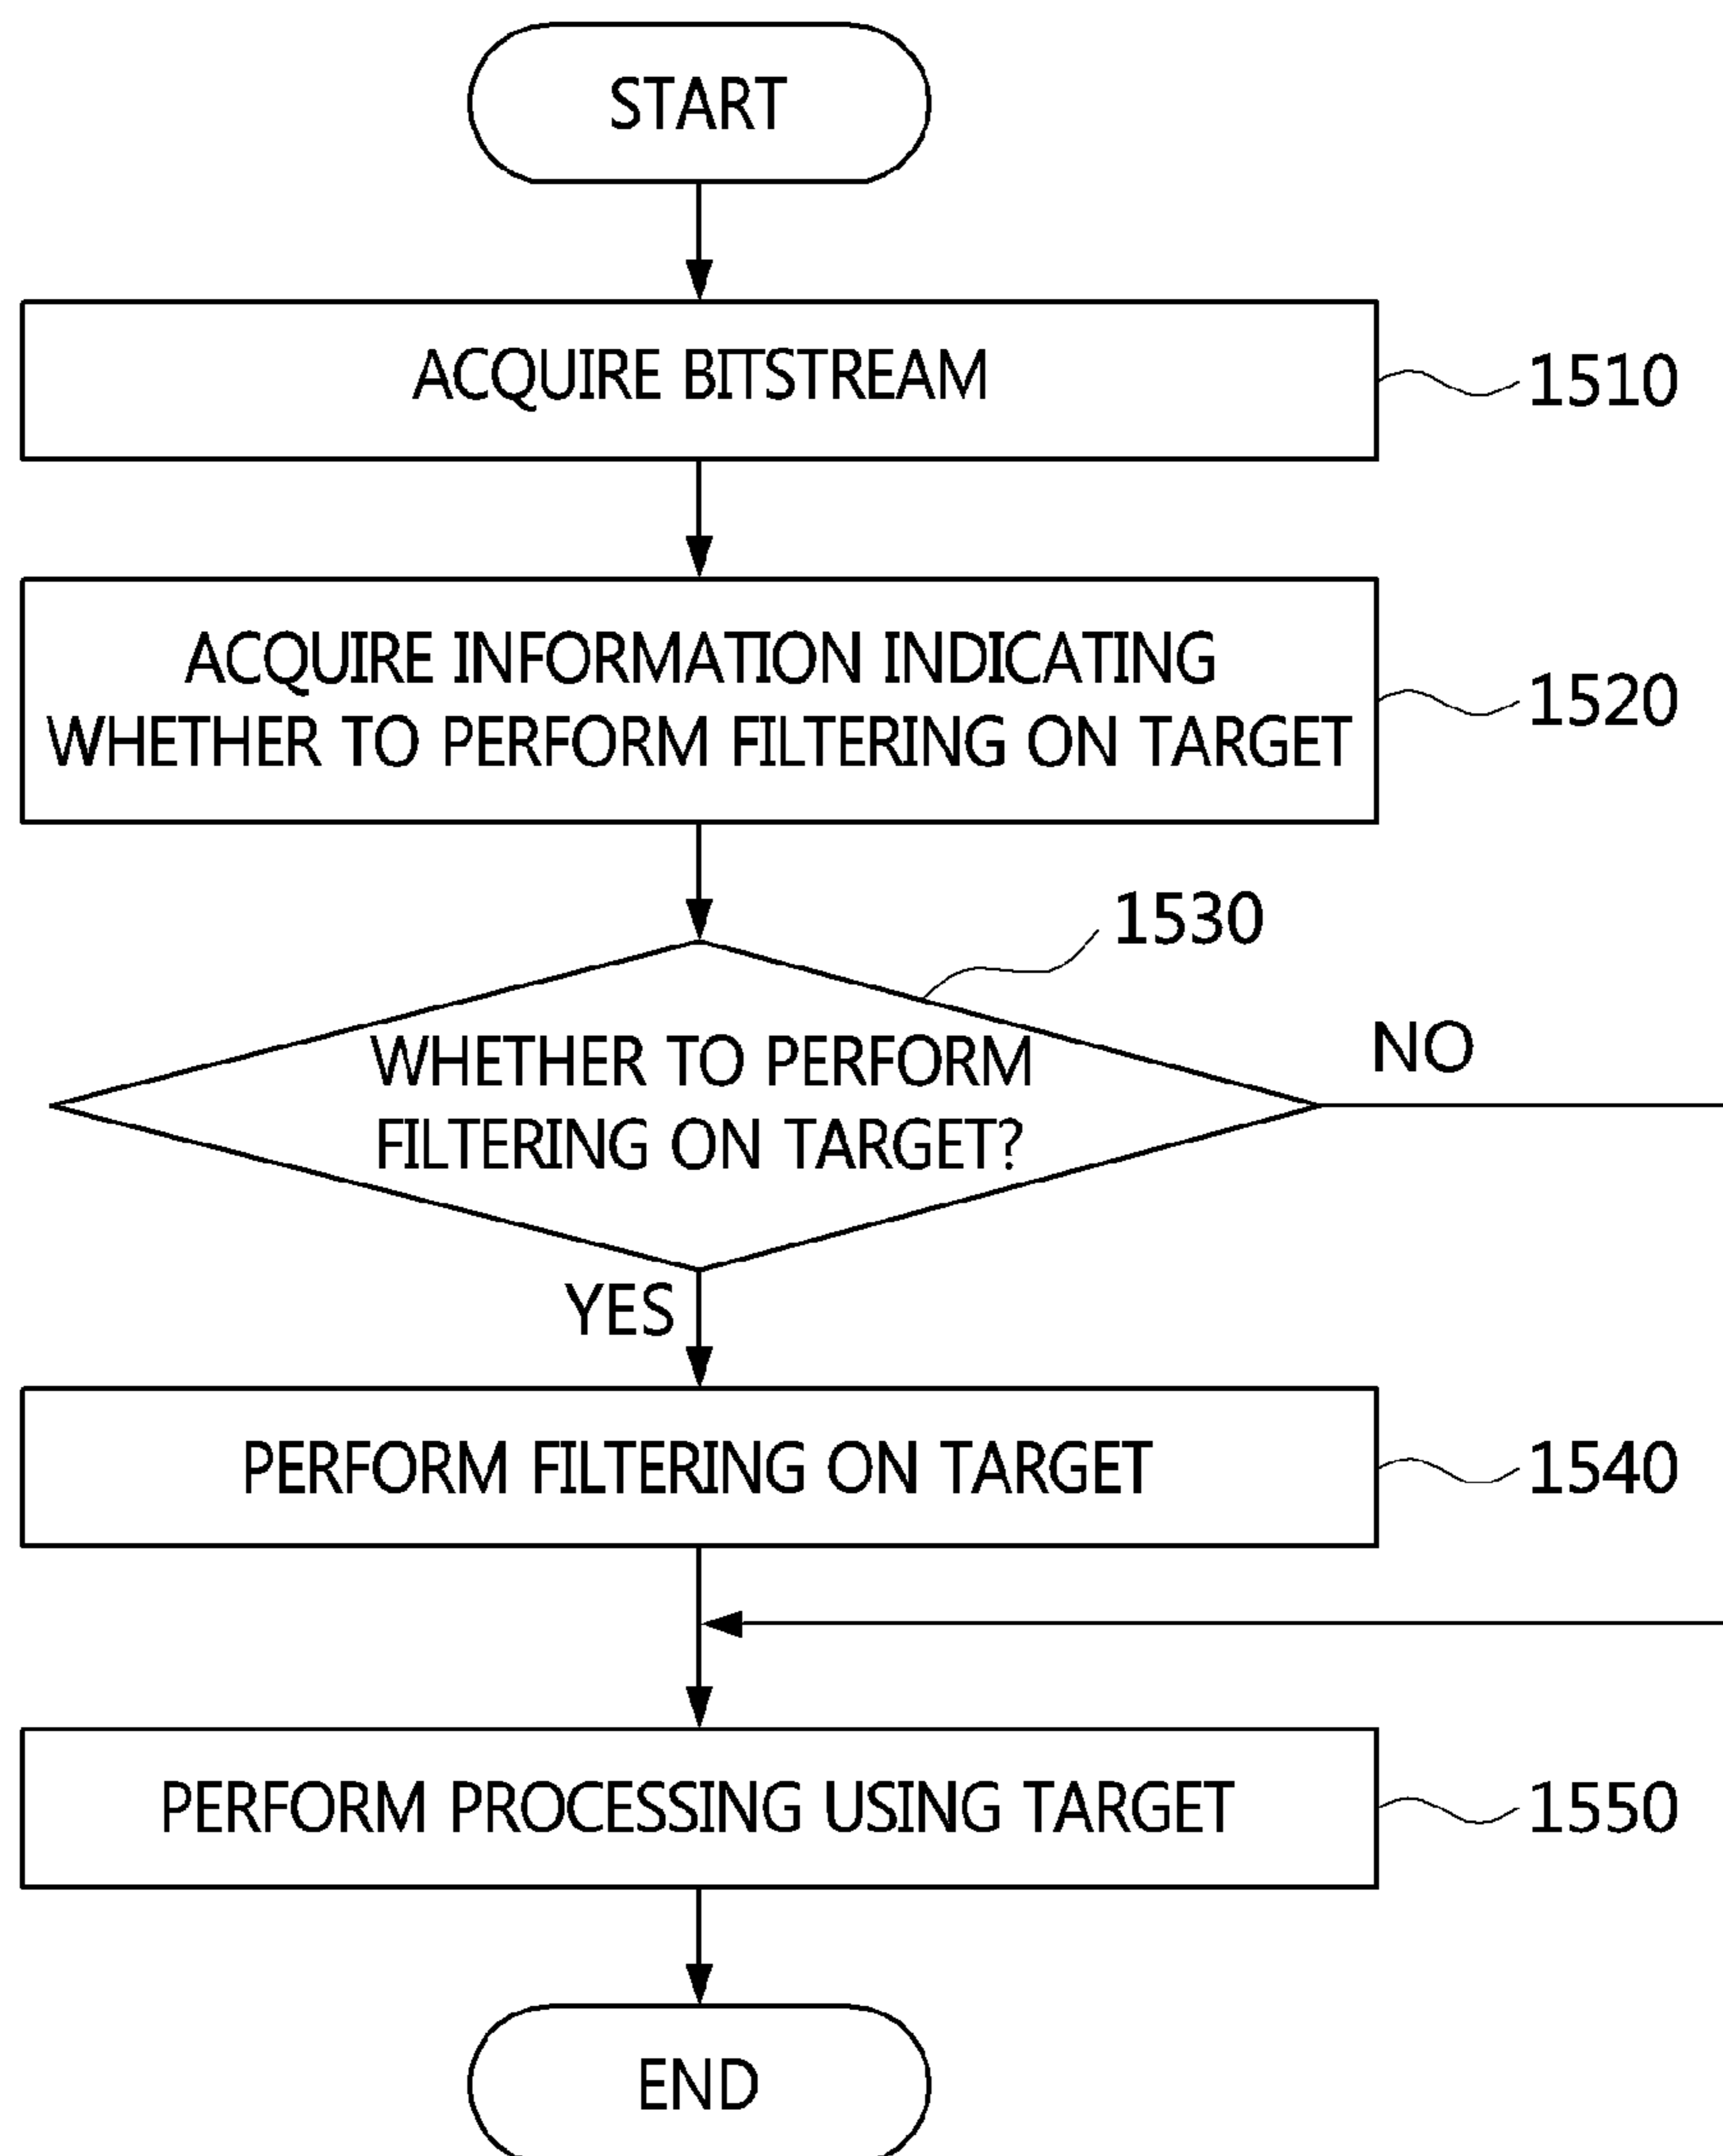 START
ACQUIRE BITSTREAM
1510
ACQUIRE INFORMATION INDICATING
WHETHER TO PERFORM FILTERING ON TARGET
1520
1530
WHETHER TO PERFORM
FILTERING ON TARGET?
NO
YES
PERFORM FILTERING ON TARGET
1540
PERFORM PROCESSING USING TARGET
1550
END